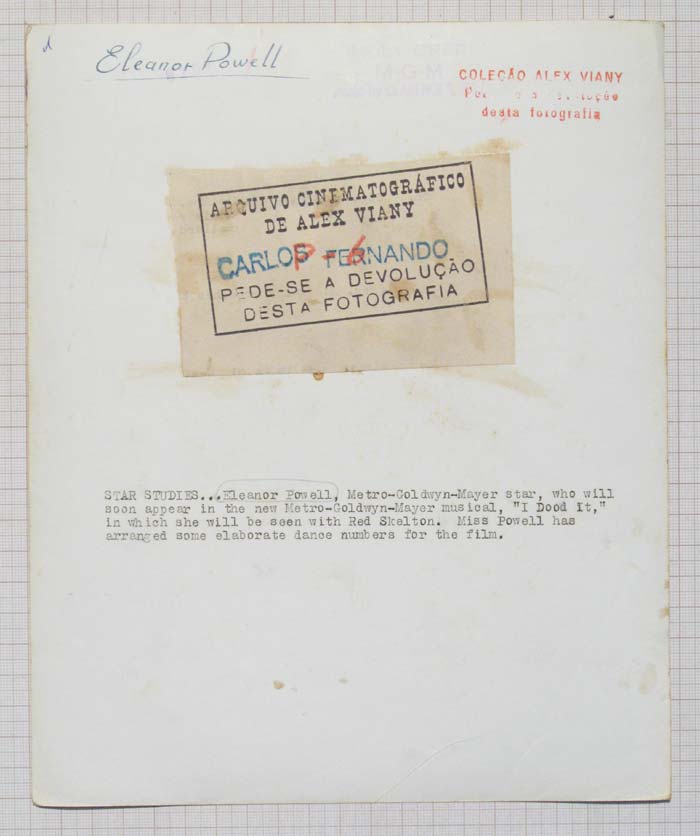 Eleanor Powell
COLEÇÃO ALEX VIANY
desta fotografia
ARQUIVO CINEMATOGRÁFICO
DE ALEX VIANY
CARLOS FERNANDO
P-6
PEDE-SE A DEVOLUÇÃO
DESTA FOTOGRAFIA
STAR STUDIES...Eleanor Powell, Metro-Goldwyn-Mayer star, who will
soon appear in the new Metro-Goldwyn-Mayer musical, "I Dood It,"
in which she will be seen with Red Skelton. Miss Powell has
arranged some elaborate dance numbers for the film.